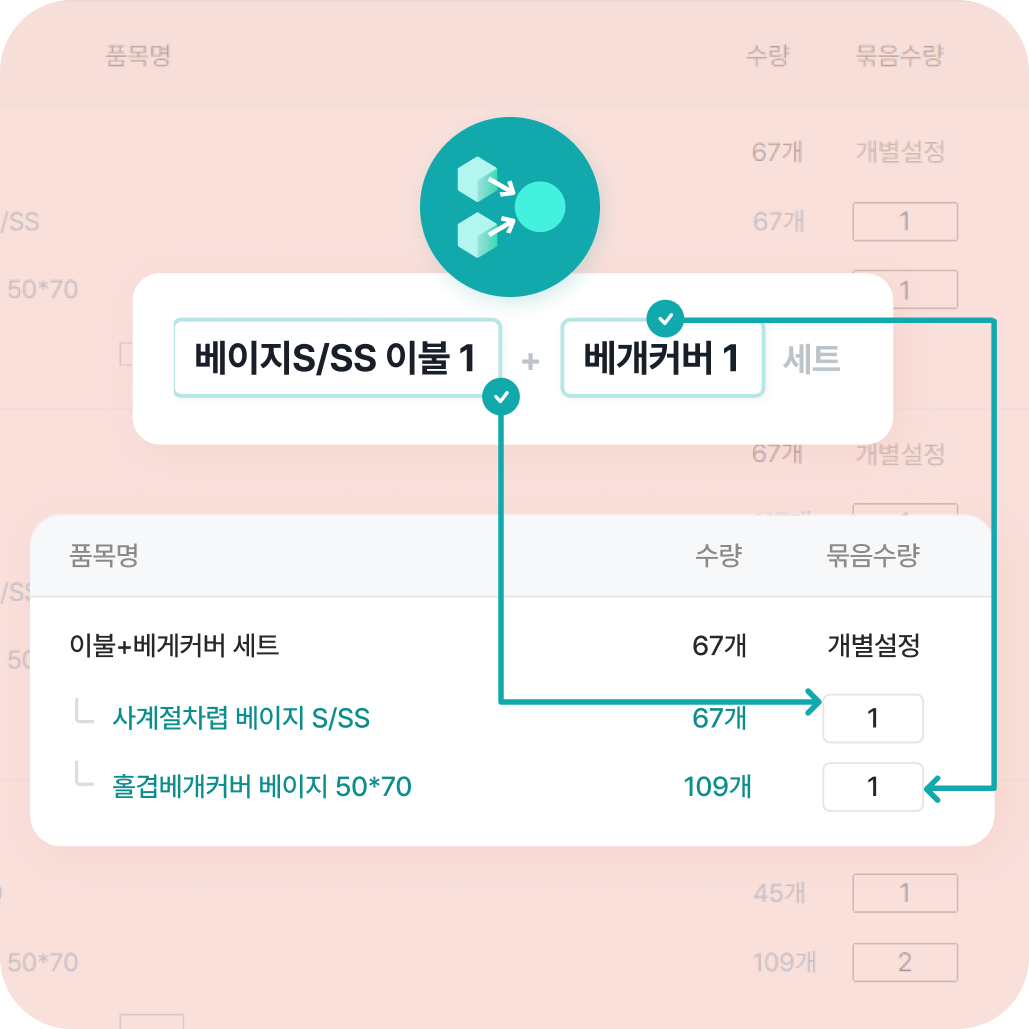 품목명 수량 묶음수량
67개 개별설정
/SS 67개 1
50*70 1
베이지S/SS 이불 1 + 베개커버 1 세트
67개 개별설정
품목명 수량 묶음수량
/SS
이불+베게커버 세트 67개 개별설정
50
사계절차렵 베이지 S/SS 67개 1
홑겹베개커버 베이지 50*70 109개 1
45개 1
50*70 109개 2